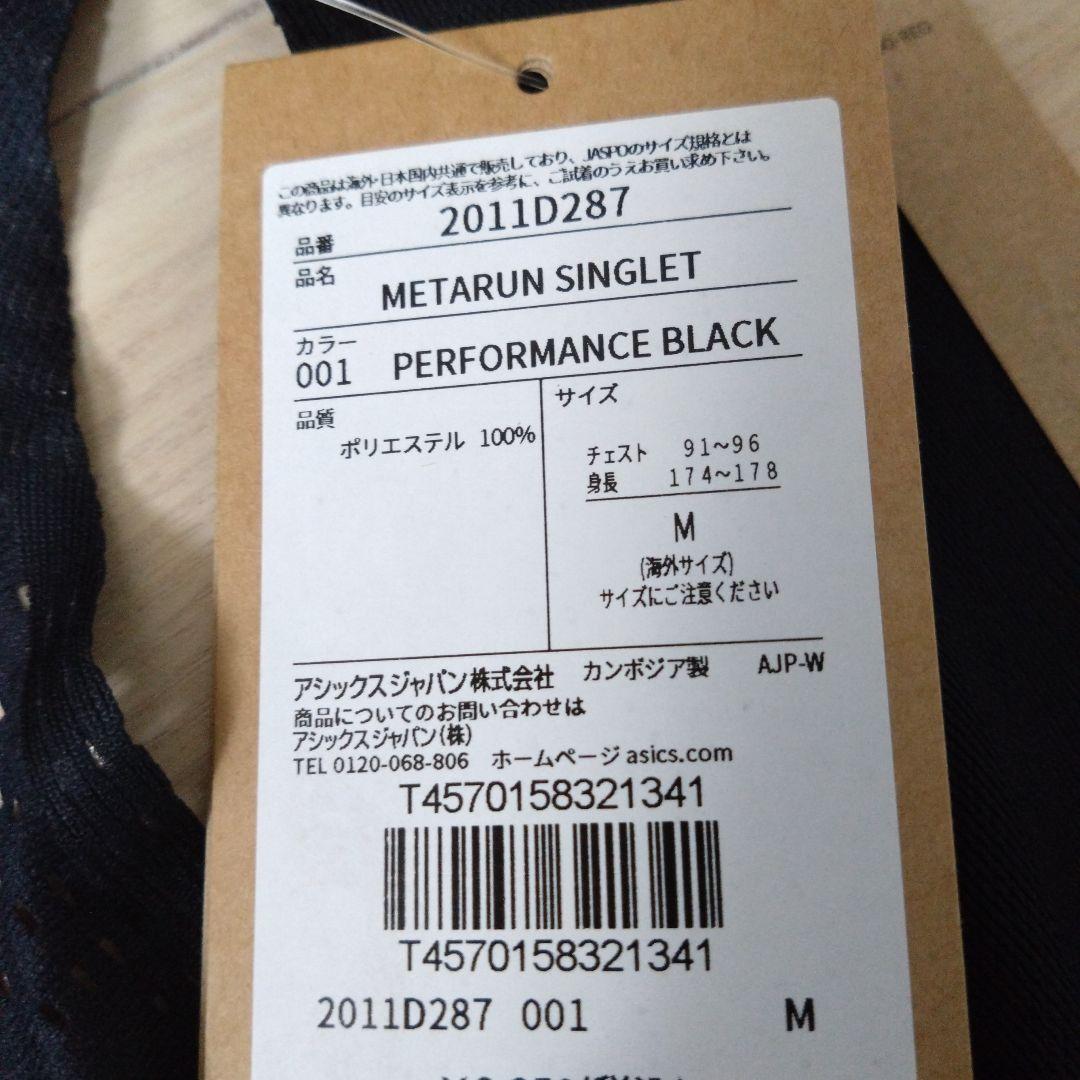 この商品は海外・日本国内共通で販売しており、JASPOのサイズ規格とは
異なります。目安のサイズ表示を参考に、ご試着のうえお買い求め下さい。
品番 2011D287
品名 METARUN SINGLET
カラー
001 PERFORMANCE BLACK
品質
ポリエステル 100%
サイズ
チェスト 91~96
身長 174~178
M
(海外サイズ)
サイズにご注意ください
アシックスジャパン株式会社 カンボジア製 AJP-W
商品についてのお問い合わせは
アシックスジャパン(株)
TEL 0120-068-806 ホームページ asics.com
T4570158321341
T4570158321341
2011D287 001 M